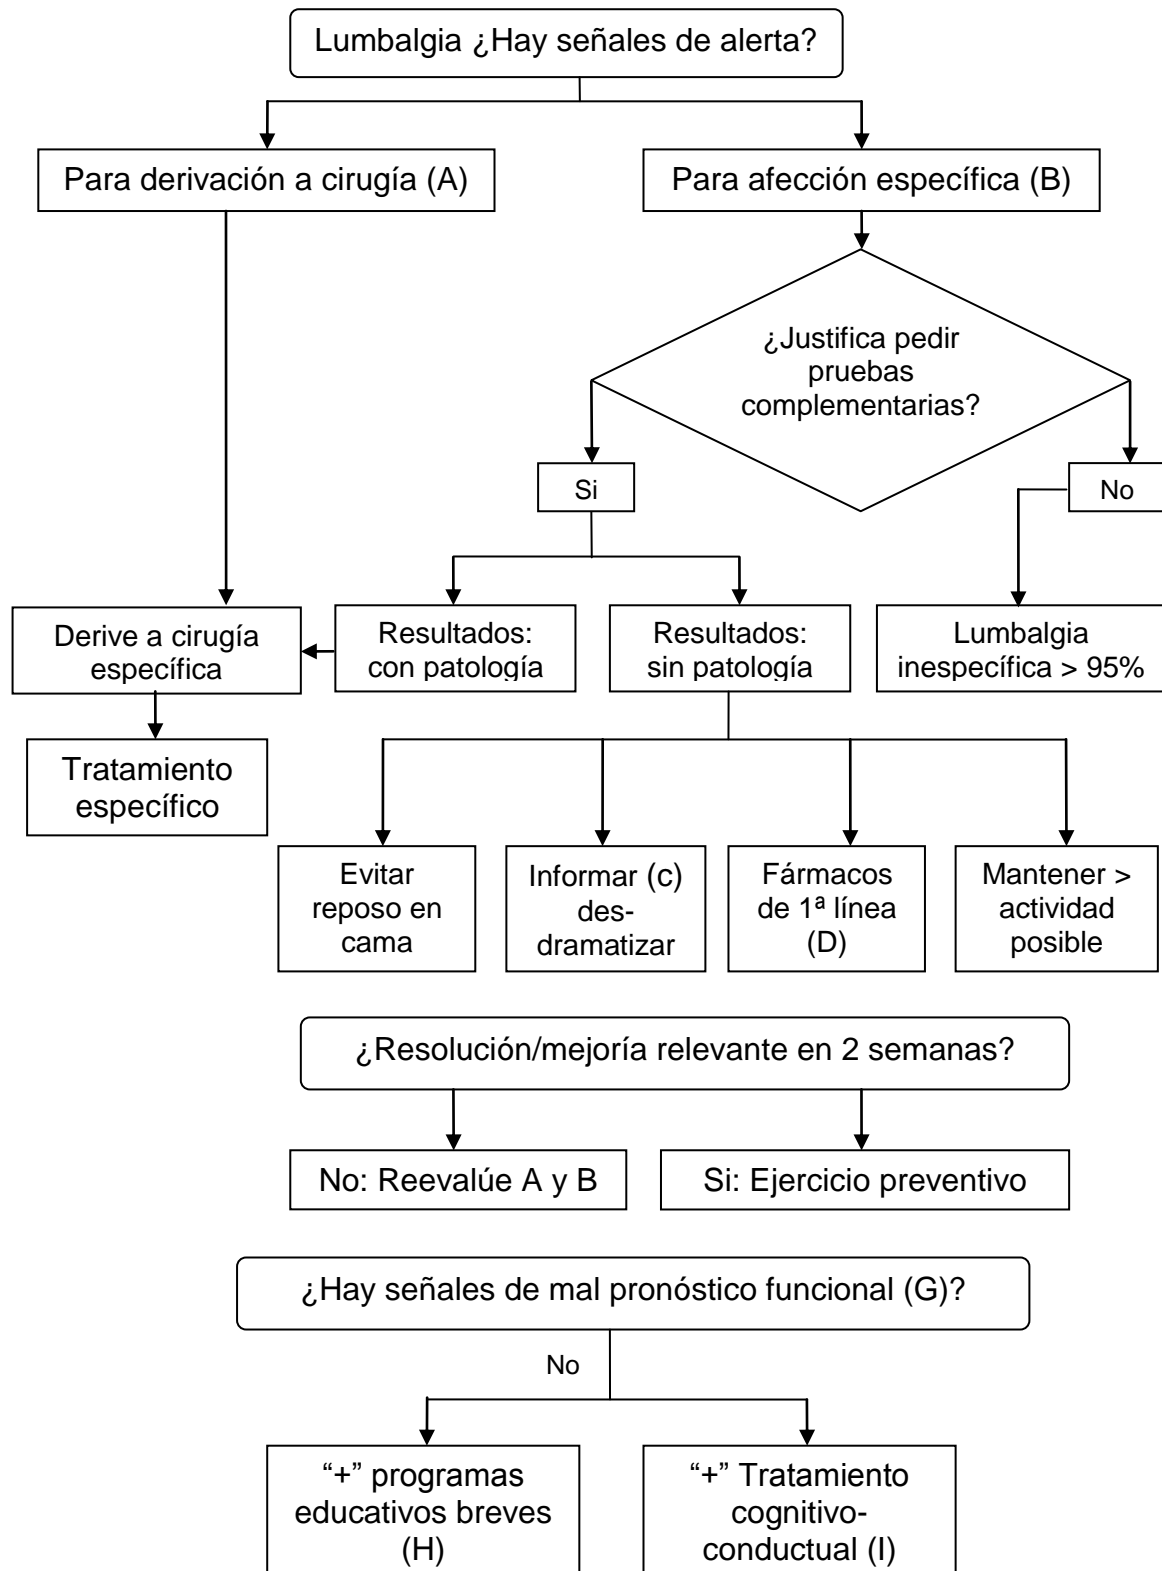 Lumbalgia ¿Hay señales de alerta?
Para derivación a cirugía (A)
Para afección específica (B)
¿Justifica pedir
pruebas
complementarias?
Si
No
Derive a cirugía
específica
Resultados:
con patología
Resultados:
sin patología
Lumbalgia
inespecífica > 95%
Tratamiento
específico
Evitar
reposo en
cama
Informar (c)
des-
dramatizar
Fármacos
de 1ª línea
(D)
Mantener >
actividad
posible
¿Resolución/mejoría relevante en 2 semanas?
No: Reevalúe A y B
Si: Ejercicio preventivo
¿Hay señales de mal pronóstico funcional (G)?
No
“+” programas
educativos breves
(H)
“+” Tratamiento
cognitivo-
conductual (I)